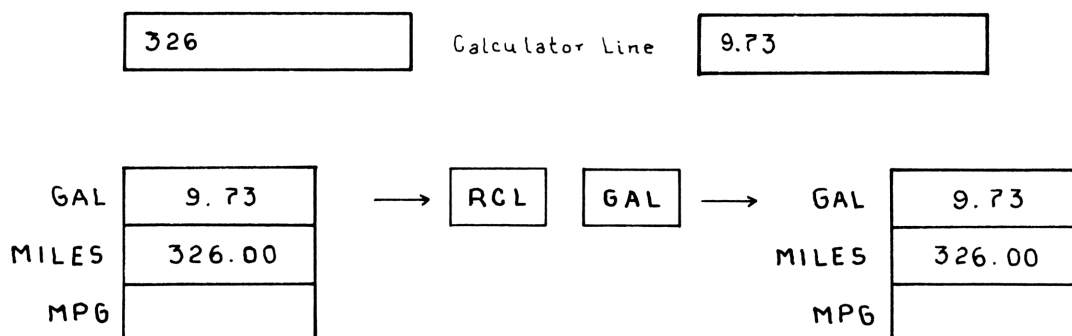 326 Calculator Line 9.73
GAL 9.73 RCL GAL GAL 9.73
MILES 326.00 MILES 326.00
MPG MPG